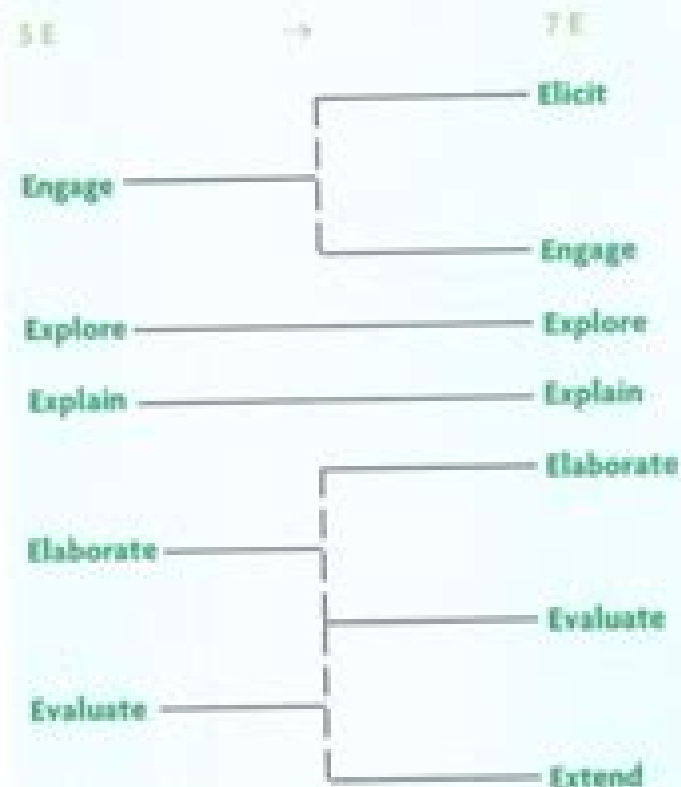 5 E → 7 E
Elicit
Engage
Engage
Explore Explore
Explain Explain
Elaborate
Elaborate
Evaluate
Evaluate
Extend